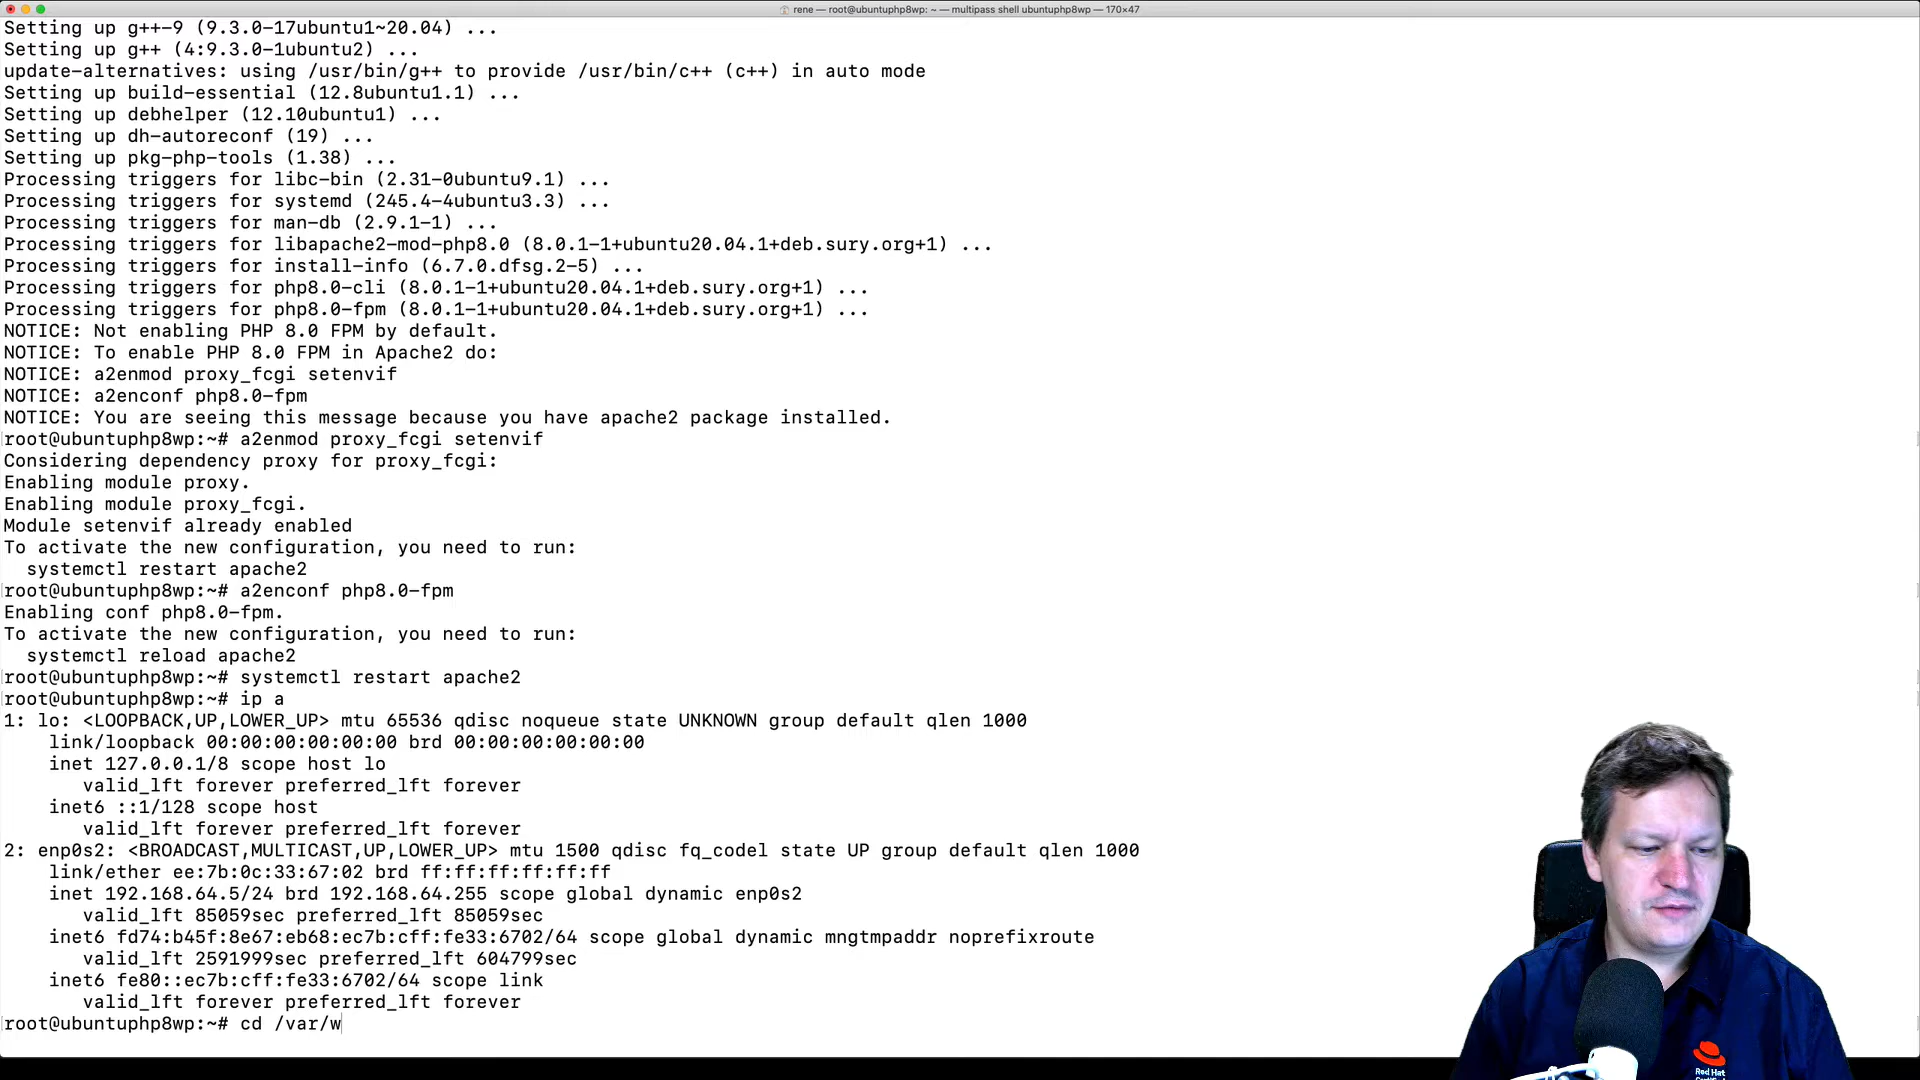 rene — root@ubuntuphp8wp: ~ — multipass shell ubuntuphp8wp — 170×47
Setting up g++-9 (9.3.0-17ubuntu1~20.04) ...
Setting up g++ (4:9.3.0-1ubuntu2) ...
update-alternatives: using /usr/bin/g++ to provide /usr/bin/c++ (c++) in auto mode
Setting up build-essential (12.8ubuntu1.1) ...
Setting up debhelper (12.10ubuntu1) ...
Setting up dh-autoreconf (19) ...
Setting up pkg-php-tools (1.38) ...
Processing triggers for libc-bin (2.31-0ubuntu9.1) ...
Processing triggers for systemd (245.4-4ubuntu3.3) ...
Processing triggers for man-db (2.9.1-1) ...
Processing triggers for libapache2-mod-php8.0 (8.0.1-1+ubuntu20.04.1+deb.sury.org+1) ...
Processing triggers for install-info (6.7.0.dfsg.2-5) ...
Processing triggers for php8.0-cli (8.0.1-1+ubuntu20.04.1+deb.sury.org+1) ...
Processing triggers for php8.0-fpm (8.0.1-1+ubuntu20.04.1+deb.sury.org+1) ...
NOTICE: Not enabling PHP 8.0 FPM by default.
NOTICE: To enable PHP 8.0 FPM in Apache2 do:
NOTICE: a2enmod proxy_fcgi setenvif
NOTICE: a2enconf php8.0-fpm
NOTICE: You are seeing this message because you have apache2 package installed.
root@ubuntuphp8wp:~# a2enmod proxy_fcgi setenvif
Considering dependency proxy for proxy_fcgi:
Enabling module proxy.
Enabling module proxy_fcgi.
Module setenvif already enabled
To activate the new configuration, you need to run:
  systemctl restart apache2
root@ubuntuphp8wp:~# a2enconf php8.0-fpm
Enabling conf php8.0-fpm.
To activate the new configuration, you need to run:
  systemctl reload apache2
root@ubuntuphp8wp:~# systemctl restart apache2
root@ubuntuphp8wp:~# ip a
1: lo: <LOOPBACK,UP,LOWER_UP> mtu 65536 qdisc noqueue state UNKNOWN group default qlen 1000
    link/loopback 00:00:00:00:00:00 brd 00:00:00:00:00:00
    inet 127.0.0.1/8 scope host lo
       valid_lft forever preferred_lft forever
    inet6 ::1/128 scope host
       valid_lft forever preferred_lft forever
2: enp0s2: <BROADCAST,MULTICAST,UP,LOWER_UP> mtu 1500 qdisc fq_codel state UP group default qlen 1000
    link/ether ee:7b:0c:33:67:02 brd ff:ff:ff:ff:ff:ff
    inet 192.168.64.5/24 brd 192.168.64.255 scope global dynamic enp0s2
       valid_lft 85059sec preferred_lft 85059sec
    inet6 fd74:b45f:8e67:eb68:ec7b:cff:fe33:6702/64 scope global dynamic mngtmpaddr noprefixroute
       valid_lft 2591999sec preferred_lft 604799sec
    inet6 fe80::ec7b:cff:fe33:6702/64 scope link
       valid_lft forever preferred_lft forever
root@ubuntuphp8wp:~# cd /var/w
Red Hat